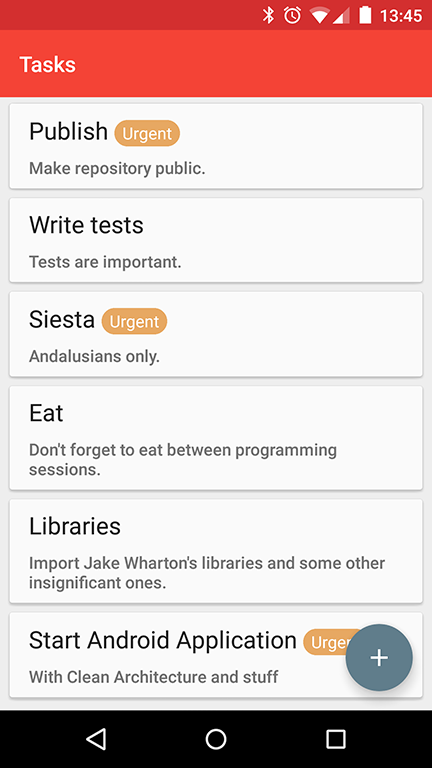 13:45
Tasks
Publish Urgent
Make repository public.
Write tests
Tests are important.
Siesta Urgent
Andalusians only.
Eat
Don't forget to eat between programming
sessions.
Libraries
Import Jake Wharton's libraries and some other
insignificant ones.
Start Android Application
With Clean Architecture and stuff